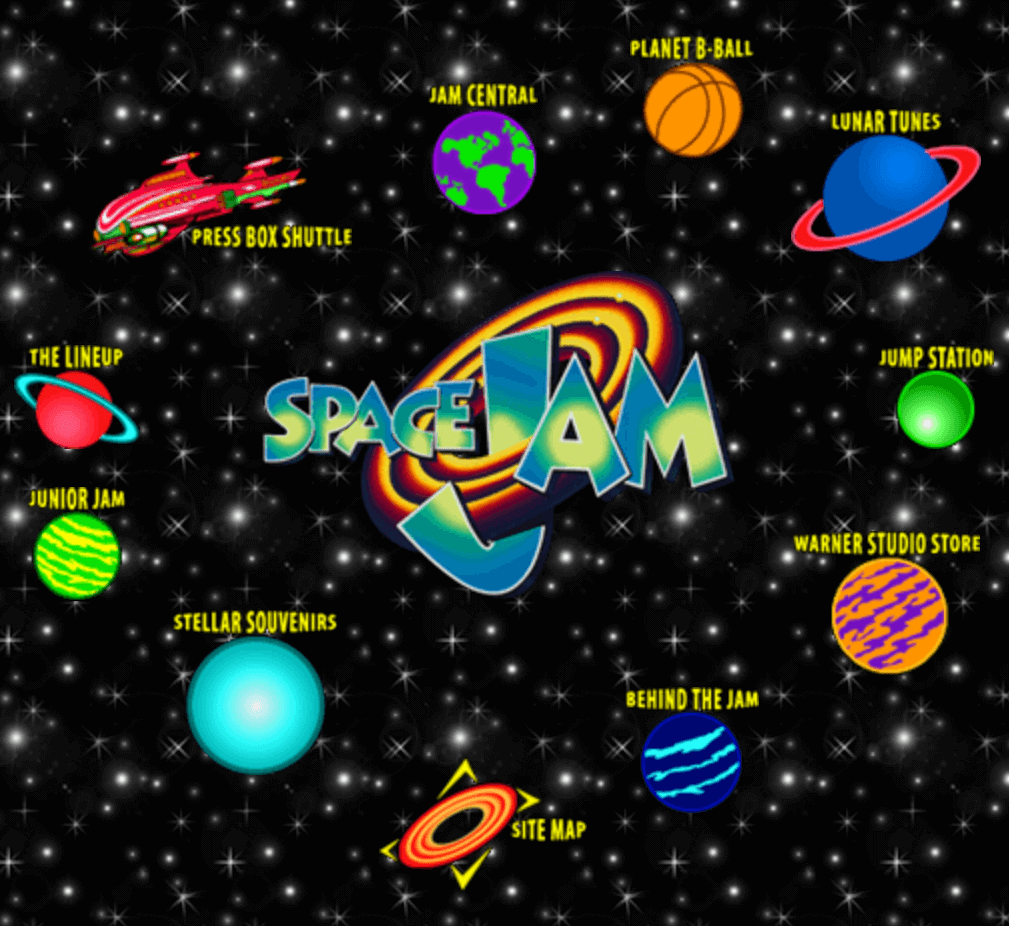 PLANET B-BALL
JAM CENTRAL
LUNAR TUNES
PRESS BOX SHUTTLE
THE LINEUP
JUMP STATION
SPACE JAM
JUNIOR JAM
WARNER STUDIO STORE
STELLAR SOUVENIRS
BEHIND THE JAM
SITE MAP